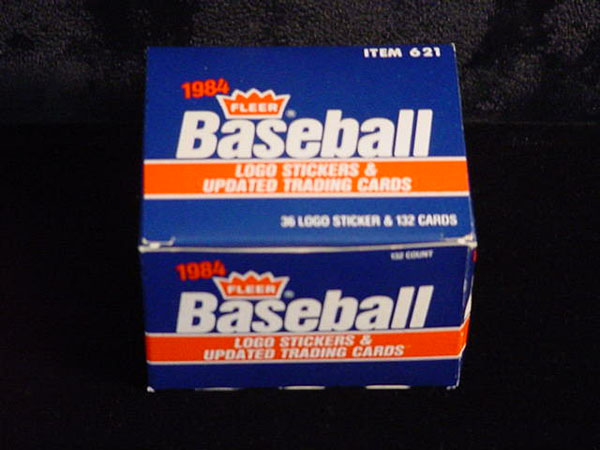 ITEM 621
1984
FLEER
Baseball
LOGO STICKERS &
UPDATED TRADING CARDS
36 LOGO STICKER & 132 CARDS
132 COUNT
1984
FLEER
Baseball
LOGO STICKERS &
UPDATED TRADING CARDS